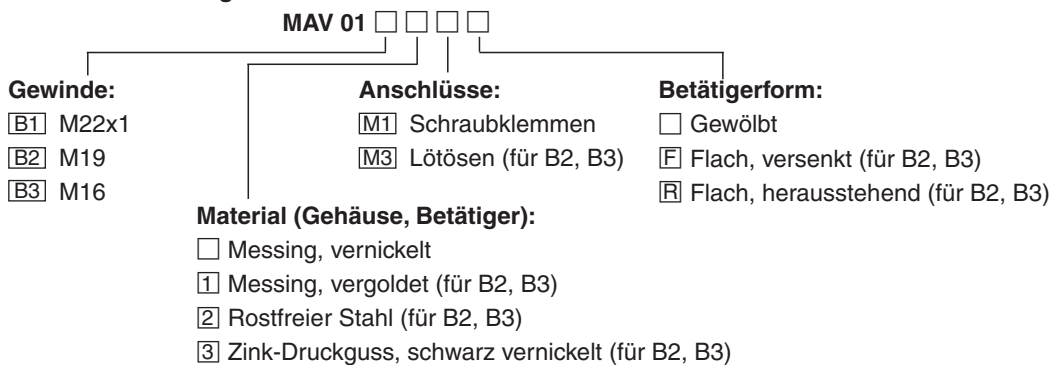 MAV 01 □ □ □ □
Gewinde:
B1 M22x1
B2 M19
B3 M16
Anschlüsse:
M1 Schraubklemmen
M3 Lötösen (für B2, B3)
Betätigerform:
□ Gewölbt
F Flach, versenkt (für B2, B3)
R Flach, herausstehend (für B2, B3)
Material (Gehäuse, Betätiger):
□ Messing, vernickelt
1 Messing, vergoldet (für B2, B3)
2 Rostfreier Stahl (für B2, B3)
3 Zink-Druckguss, schwarz vernickelt (für B2, B3)